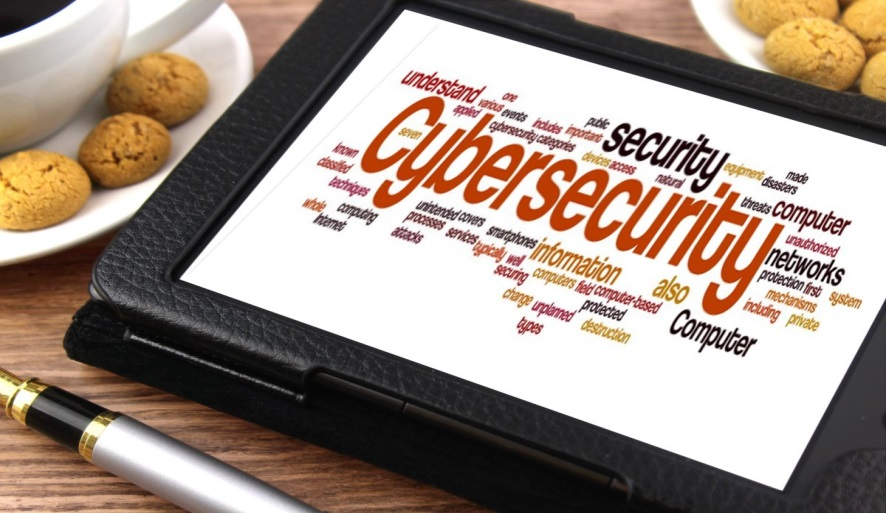 understand
one
applied
various
events
includes
important
public
seven
cybersecurity categories
security
Cybersecurity
devices
access
natural
equipment
disasters
made
threats
computer
known
classified
techniques
whole
computing
Internet
unintended
covers
processes
services
attacks
smartphones
typically
well
securing
information
computers
field
computer-based
also
change
unplanned
types
protected
destruction
Computer
unauthorized
networks
protection
first
system
mechanisms
including
private